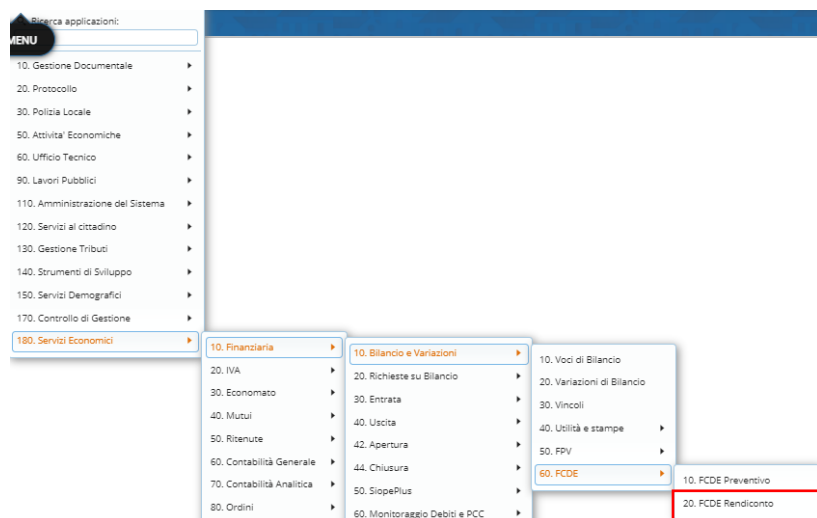 Ricerca applicazioni:
MENU
10. Gestione Documentale
20. Protocollo
30. Polizia Locale
50. Attivita' Economiche
60. Ufficio Tecnico
90. Lavori Pubblici
110. Amministrazione del Sistema
120. Servizi al cittadino
130. Gestione Tributi
140. Strumenti di Sviluppo
150. Servizi Demografici
170. Controllo di Gestione
180. Servizi Economici
10. Finanziaria
20. IVA
30. Economato
40. Mutui
50. Ritenute
60. Contabilità Generale
70. Contabilità Analitica
80. Ordini
10. Bilancio e Variazioni
20. Richieste su Bilancio
30. Entrata
40. Uscita
42. Apertura
44. Chiusura
50. SiopePlus
60. Monitoraggio Debiti e PCC
10. Voci di Bilancio
20. Variazioni di Bilancio
30. Vincoli
40. Utilità e stampe
50. FPV
60. FCDE
10. FCDE Preventivo
20. FCDE Rendiconto